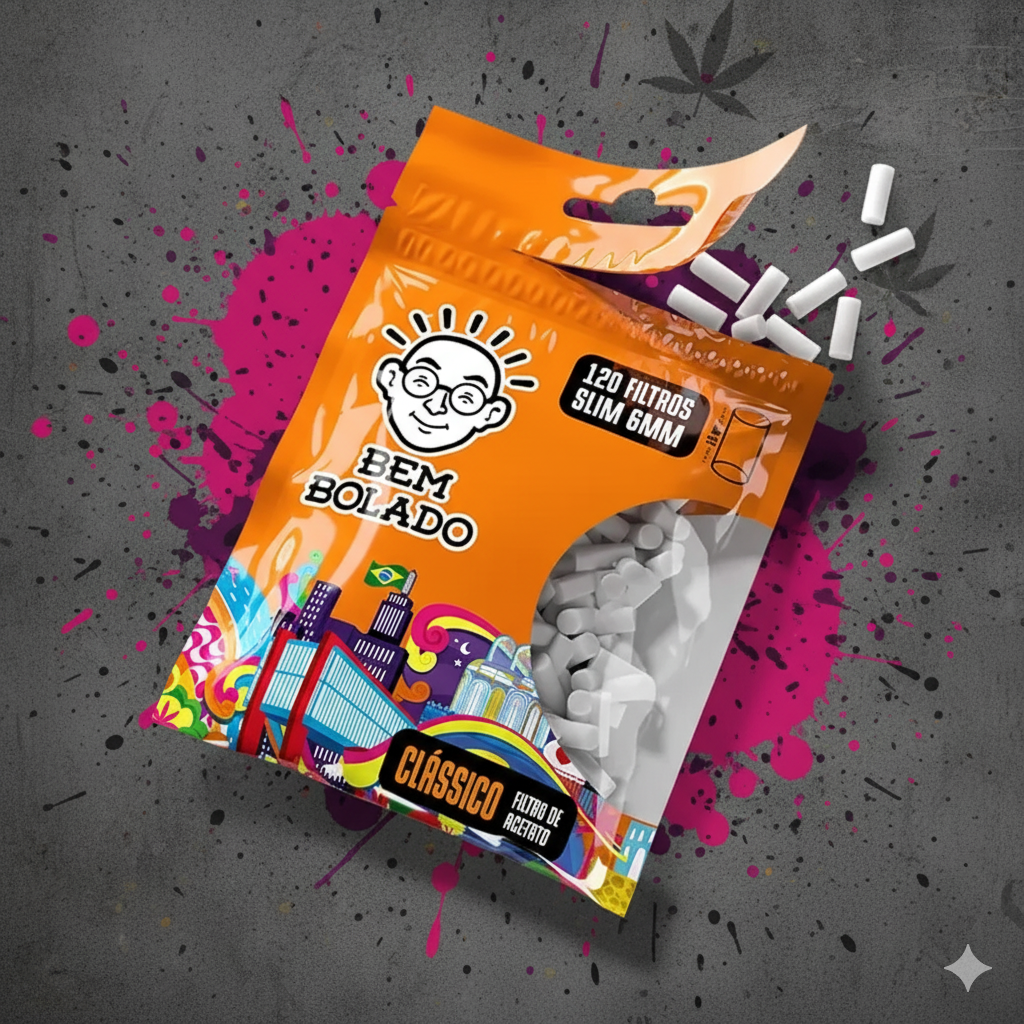 BEM
BOLADO
120 FILTROS
SLIM 6MM
CLÁSSICO
FILTRO DE
ACETATO